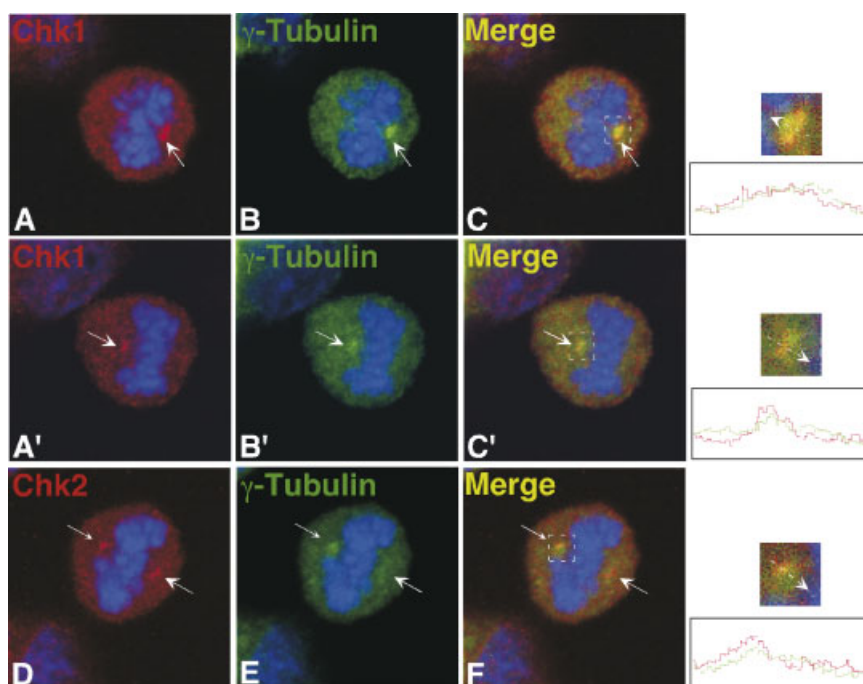 Chk1 γ-Tubulin Merge
A B C
Chk1 γ-Tubulin Merge
A' B' C'
Chk2 γ-Tubulin Merge
D E F